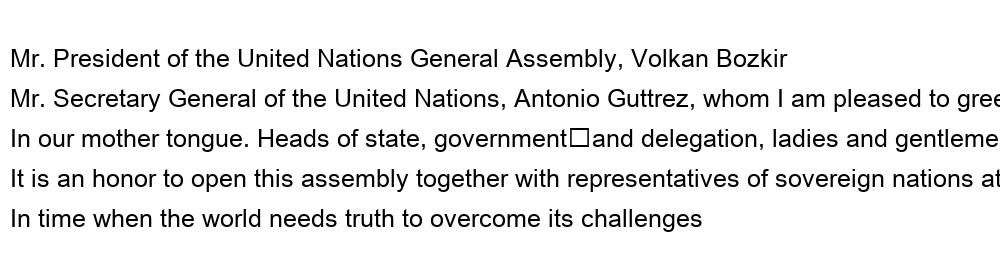 Mr. President of the United Nations General Assembly, Volkan Bozkir
Mr. Secretary General of the United Nations, Antonio Guttrez, whom I am pleased to gree
In our mother tongue. Heads of state, government□and delegation, ladies and gentleme
It is an honor to open this assembly together with representatives of sovereign nations at
In time when the world needs truth to overcome its challenges